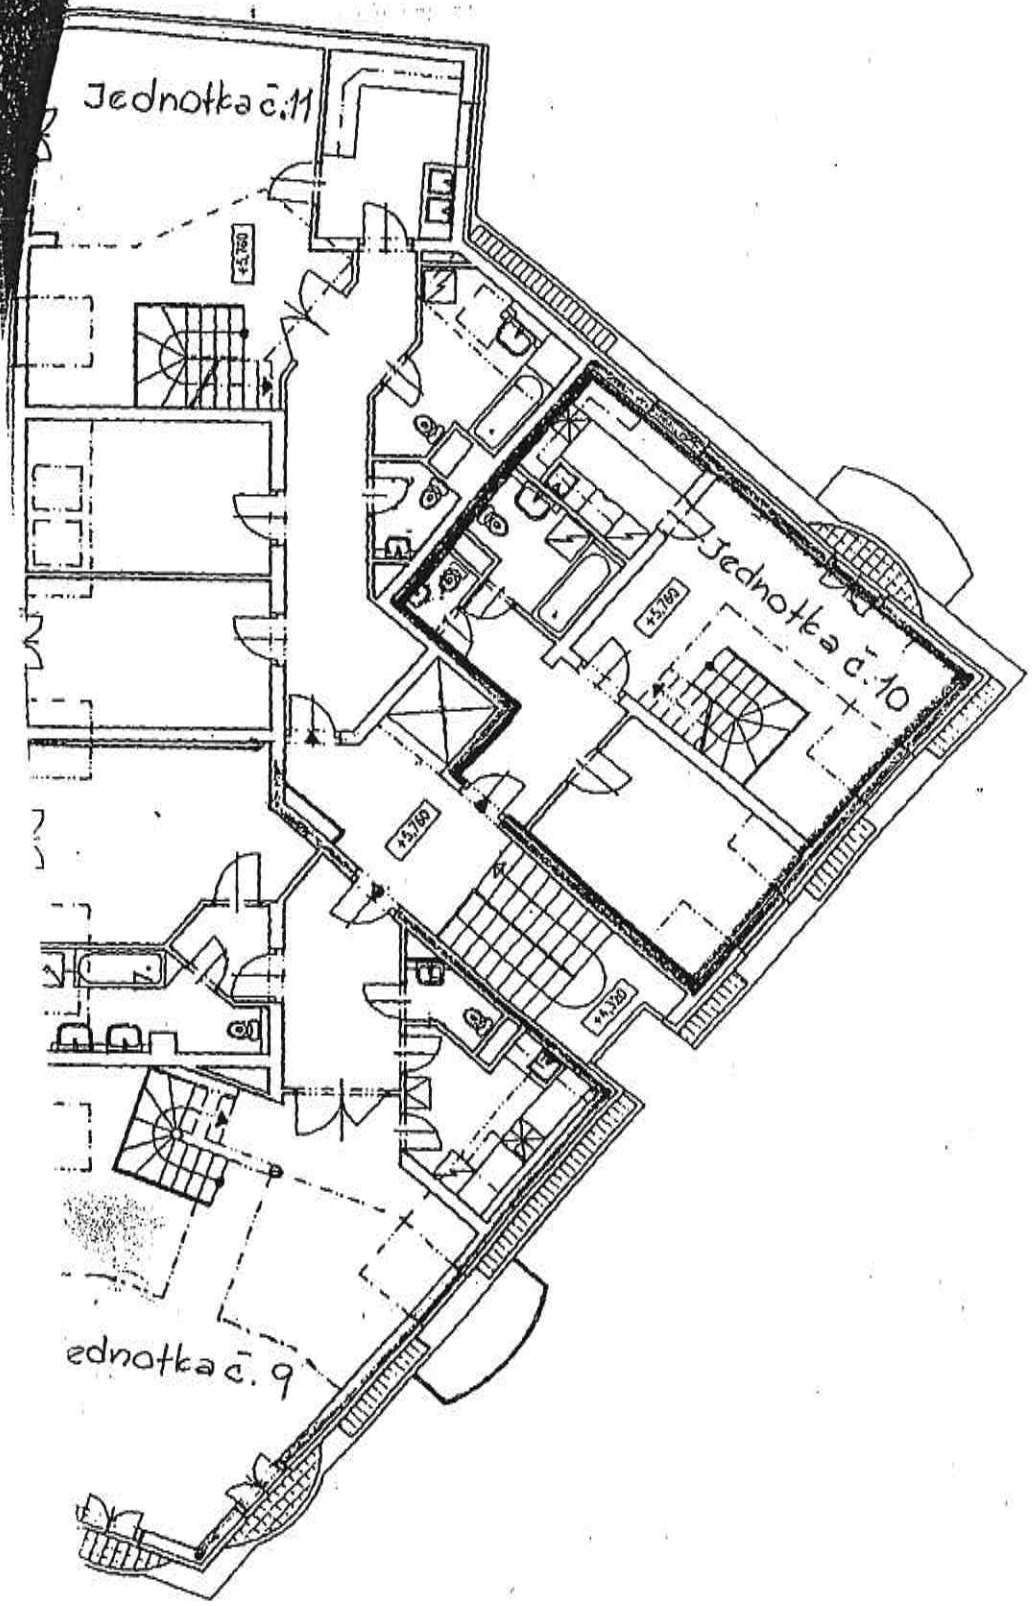 Jednotka č.11
+5,760
Jednotka č.10
+5,760
+5,760
+4,320
ednotka č. 9